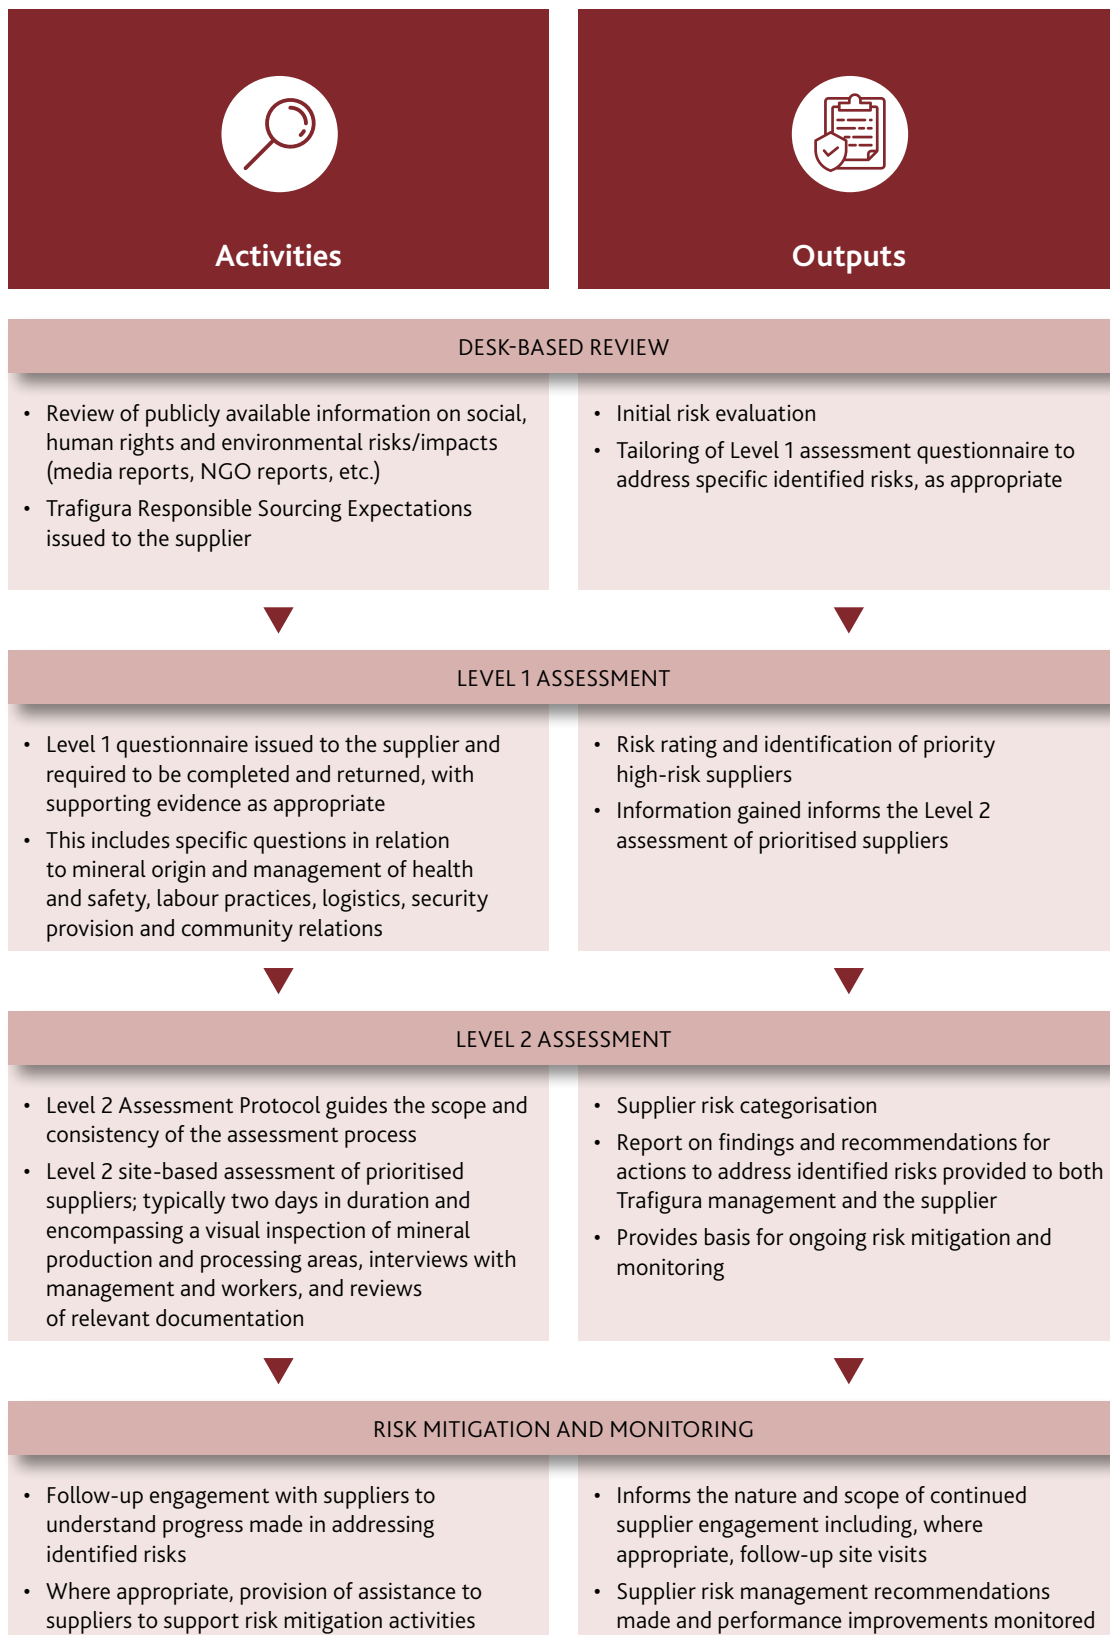 Activities
Outputs
DESK-BASED REVIEW
• Review of publicly available information on social,
human rights and environmental risks/impacts
(media reports, NGO reports, etc.)
• Trafigura Responsible Sourcing Expectations
issued to the supplier
• Initial risk evaluation
• Tailoring of Level 1 assessment questionnaire to
address specific identified risks, as appropriate
LEVEL 1 ASSESSMENT
• Level 1 questionnaire issued to the supplier and
required to be completed and returned, with
supporting evidence as appropriate
• This includes specific questions in relation
to mineral origin and management of health
and safety, labour practices, logistics, security
provision and community relations
• Risk rating and identification of priority
high-risk suppliers
• Information gained informs the Level 2
assessment of prioritised suppliers
LEVEL 2 ASSESSMENT
• Level 2 Assessment Protocol guides the scope and
consistency of the assessment process
• Level 2 site-based assessment of prioritised
suppliers; typically two days in duration and
encompassing a visual inspection of mineral
production and processing areas, interviews with
management and workers, and reviews
of relevant documentation
• Supplier risk categorisation
• Report on findings and recommendations for
actions to address identified risks provided to both
Trafigura management and the supplier
• Provides basis for ongoing risk mitigation and
monitoring
RISK MITIGATION AND MONITORING
• Follow-up engagement with suppliers to
understand progress made in addressing
identified risks
• Where appropriate, provision of assistance to
suppliers to support risk mitigation activities
• Informs the nature and scope of continued
supplier engagement including, where
appropriate, follow-up site visits
• Supplier risk management recommendations
made and performance improvements monitored